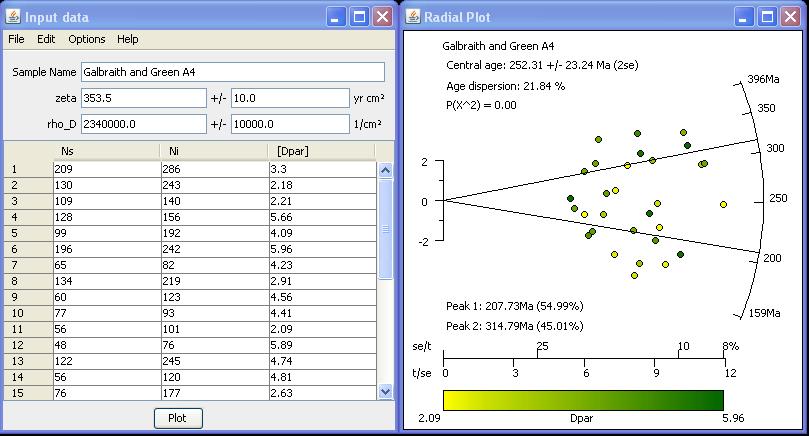 Input data
File Edit Options Help
Sample Name Galbraith and Green A4
zeta 353.5 +/- 10.0 yr cm²
rho_D 2340000.0 +/- 10000.0 1/cm²
Ns Ni [Dpar]
1 209 286 3.3
2 130 243 2.18
3 109 140 2.21
4 128 156 5.66
5 99 192 4.09
6 196 242 5.96
7 65 82 4.23
8 134 219 2.91
9 60 123 4.56
10 77 93 4.41
11 56 101 2.09
12 48 76 5.89
13 122 245 4.74
14 56 120 4.81
15 76 177 2.63
Plot
Radial Plot
Galbraith and Green A4
Central age: 252.31 +/- 23.24 Ma (2se)
Age dispersion: 21.84 %
P(X^2) = 0.00
396Ma
350
300
250
200
159Ma
2
0
-2
Peak 1: 207.73Ma (54.99%)
Peak 2: 314.79Ma (45.01%)
se/t 25 10 8%
t/se 0 3 6 9 12
2.09 Dpar 5.96